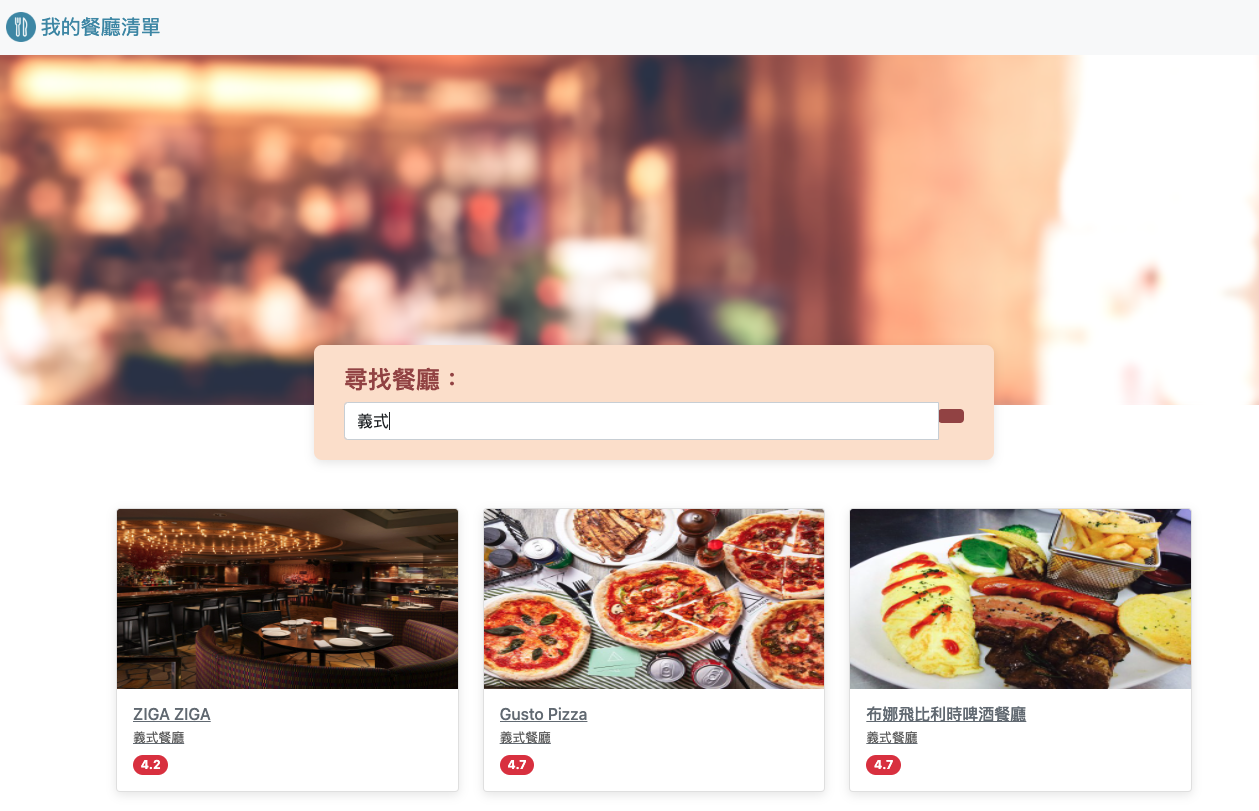 我的餐廳清單
尋找餐廳：
義式
ZIGA ZIGA
義式餐廳
4.2
Gusto Pizza
義式餐廳
4.7
布娜飛比利時啤酒餐廳
義式餐廳
4.7